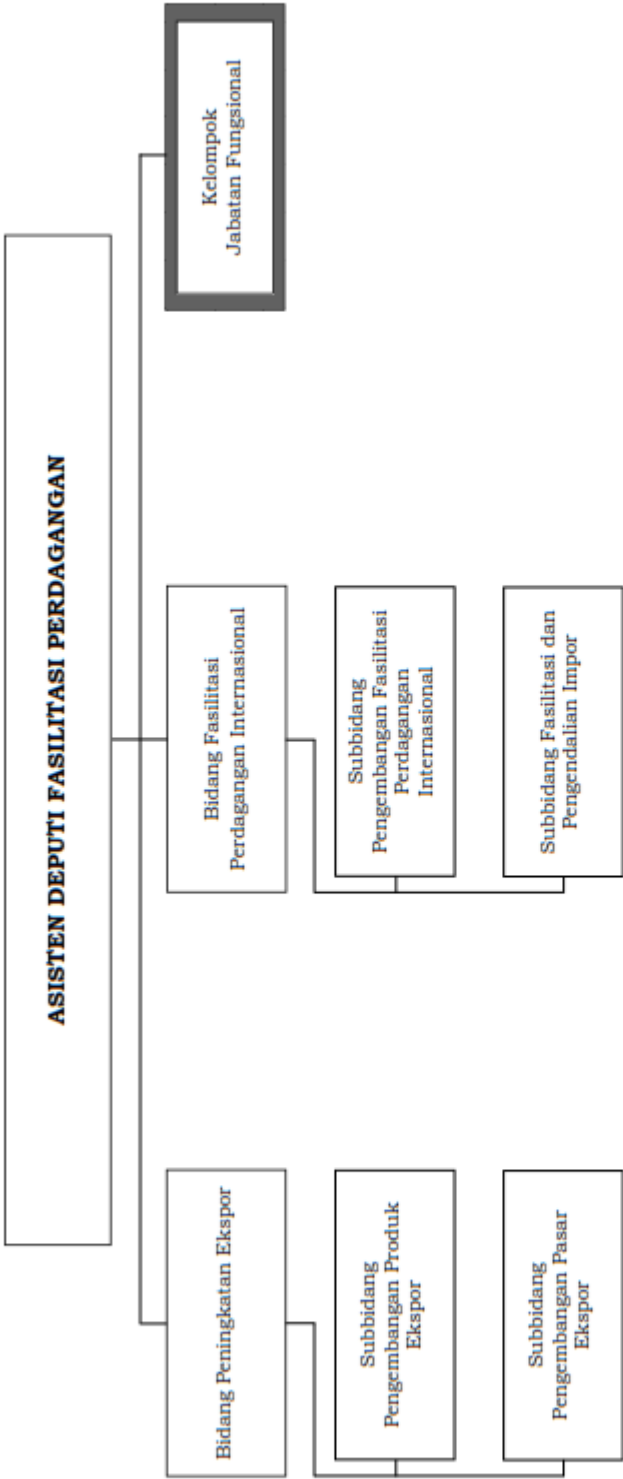 ASISTEN DEPUTI FASILITASI PERDAGANGAN
Bidang Peningkatan Ekspor
Bidang Fasilitasi
Perdagangan Internasional
Kelompok
Jabatan Fungsional
Subbidang
Pengembangan Produk
Ekspor
Subbidang
Pengembangan Fasilitasi
Perdagangan
Internasional
Subbidang
Pengembangan Pasar
Ekspor
Subbidang Fasilitasi dan
Pengendalian Impor